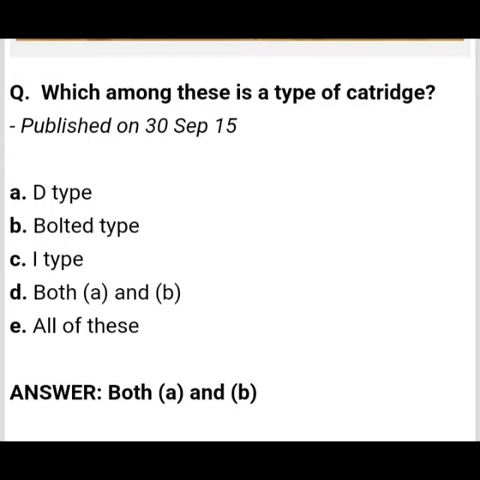 Q. Which among these is a type of catridge?
- Published on 30 Sep 15
a. D type
b. Bolted type
c. I type
d. Both (a) and (b)
e. All of these
ANSWER: Both (a) and (b)